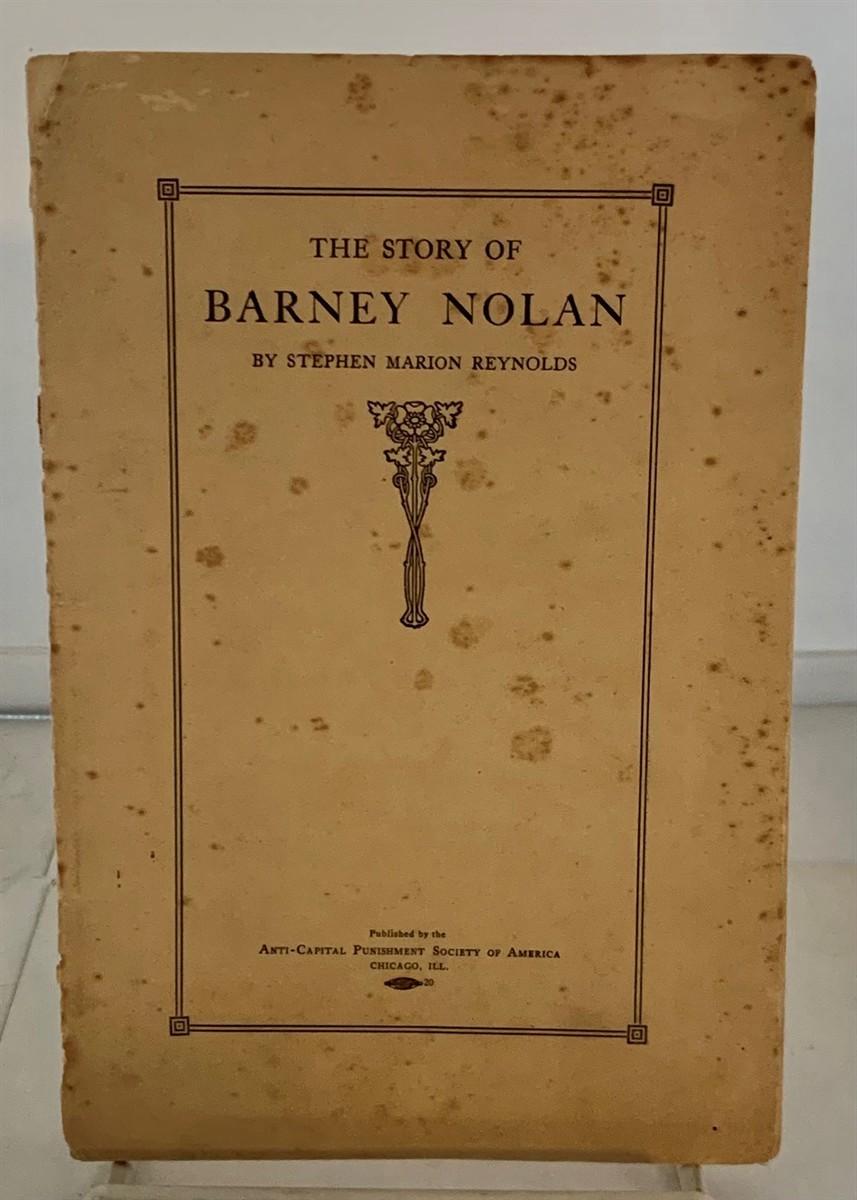 THE STORY OF
BARNEY NOLAN
BY STEPHEN MARION REYNOLDS
Published by the
ANTI-CAPITAL PUNISHMENT SOCIETY OF AMERICA
CHICAGO, ILL.
20